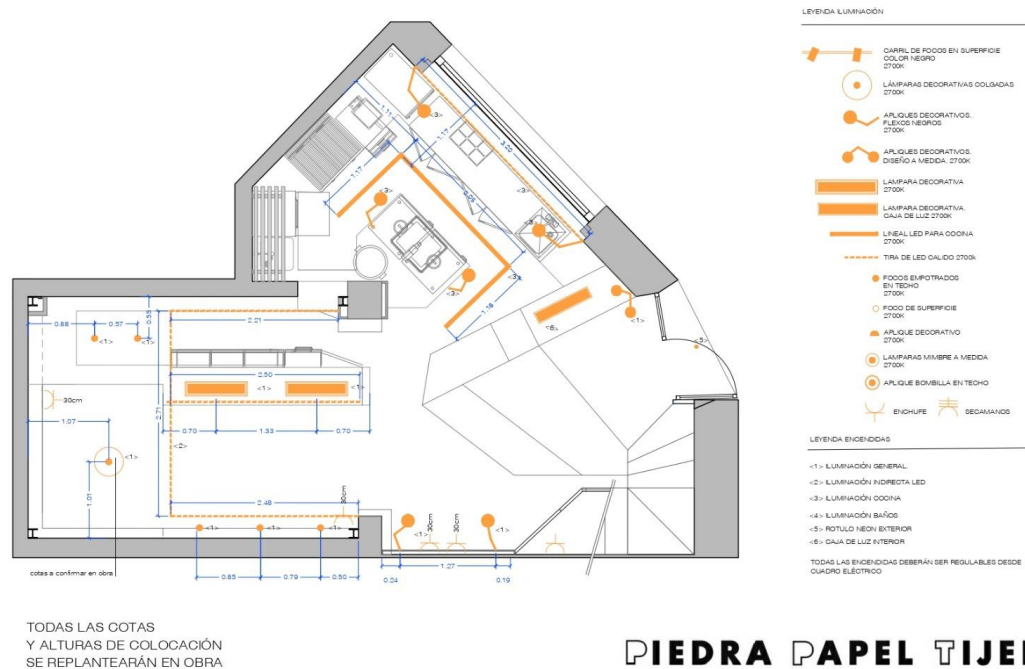 LEYENDA ILUMINACIÓN
CARRIL DE FOCOS EN SUPERFICIE
COLOR NEGRO
2700K
LÁMPARAS DECORATIVAS COLGADAS
2700K
APLIQUES DECORATIVOS.
FLEXOS NEGROS
2700K
APLIQUES DECORATIVOS.
DISEÑO A MEDIDA. 2700K
LAMPARA DECORATIVA
2700K
LAMPARA DECORATIVA.
CAJA DE LUZ 2700K
LINEAL LED PARA COCINA
2700K
TIRA DE LED CALIDO 2700k
FOCOS EMPOTRADOS
EN TECHO
2700K
FOCO DE SUPERFICIE
2700K
APLIQUE DECORATIVO
2700K
LAMPARAS MIMBRE A MEDIDA
2700K
APLIQUE BOMBILLA EN TECHO
ENCHUFE
SECAMANOS
LEYENDA ENCENDIDAS
<1> ILUMINACIÓN GENERAL.
<2> ILUMINACIÓN INDIRECTA LED
<3> ILUMINACIÓN COCINA
<4> ILUMINACIÓN BAÑOS
<5> ROTULO NEON EXTERIOR
<6> CAJA DE LUZ INTERIOR
TODAS LAS ENCENDIDAS DEBERÁN SER REGULABLES DESDE
CUADRO ELÉCTRICO
<3>
1.11
1.17
3.20
1.17
<3>
<3>
2.05
<3>
<3>
1.16
<6>
<1>
<5>
0.88
0.57
0.55
<1>
<1>
2.21
2.50
<1>
<1>
30cm
2.71
0.70
1.33
0.70
1.07
<2>
<1>
1.01
2.48
30cm
<1>
<1>
<1>
<1>
30cm
30cm
<1>
0.85
0.79
0.50
0.24
1.27
0.19
cotas a confirmar en obra
TODAS LAS COTAS
Y ALTURAS DE COLOCACIÓN
SE REPLANTEARÁN EN OBRA
PIEDRA PAPEL TIJE